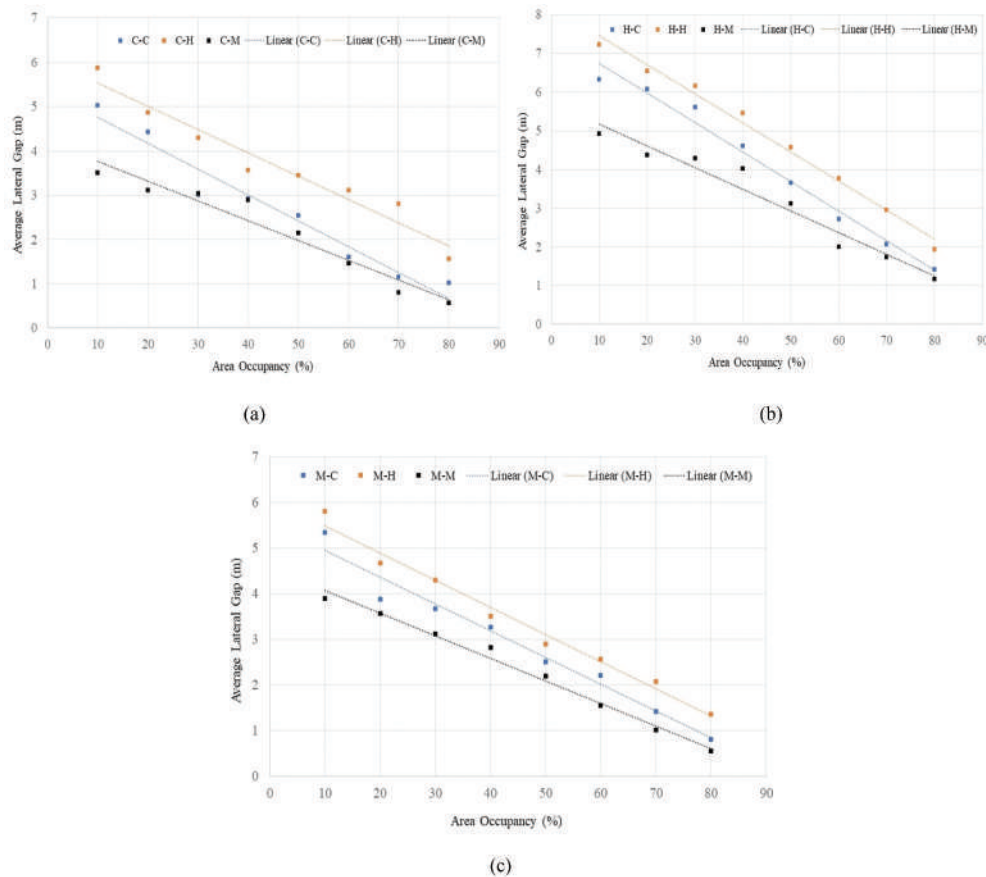 7
C-C C-H C-M Linear (C-C) Linear (C-H) Linear (C-M)
6
5
4
3
2
1
0
Average Lateral Gap (m)
0 10 20 30 40 50 60 70 80 90
Area Occupancy (%)
(a)
8
H-C H-H H-M Linear (H-C) Linear (H-H) Linear (H-M)
7
6
5
4
3
2
1
0
Average Lateral Gap (m)
0 10 20 30 40 50 60 70 80 90
Area Occupancy (%)
(b)
7
M-C M-H M-M Linear (M-C) Linear (M-H) Linear (M-M)
6
5
4
3
2
1
0
Average Lateral Gap (m)
0 10 20 30 40 50 60 70 80 90
Area Occupancy (%)
(c)